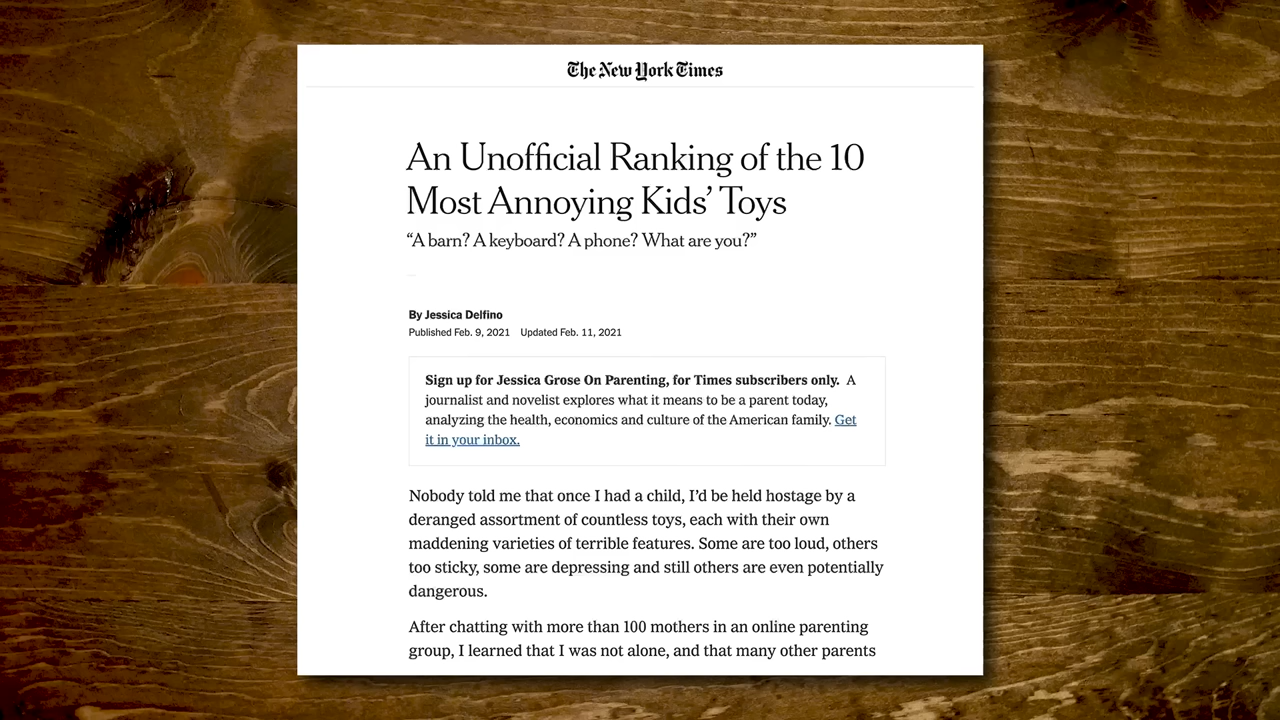 The New York Times
An Unofficial Ranking of the 10
Most Annoying Kids’ Toys
“A barn? A keyboard? A phone? What are you?”
By Jessica Delfino
Published Feb. 9, 2021 Updated Feb. 11, 2021
Sign up for Jessica Grose On Parenting, for Times subscribers only. A
journalist and novelist explores what it means to be a parent today,
analyzing the health, economics and culture of the American family. Get
it in your inbox.
Nobody told me that once I had a child, I’d be held hostage by a
deranged assortment of countless toys, each with their own
maddening varieties of terrible features. Some are too loud, others
too sticky, some are depressing and still others are even potentially
dangerous.
After chatting with more than 100 mothers in an online parenting
group, I learned that I was not alone, and that many other parents